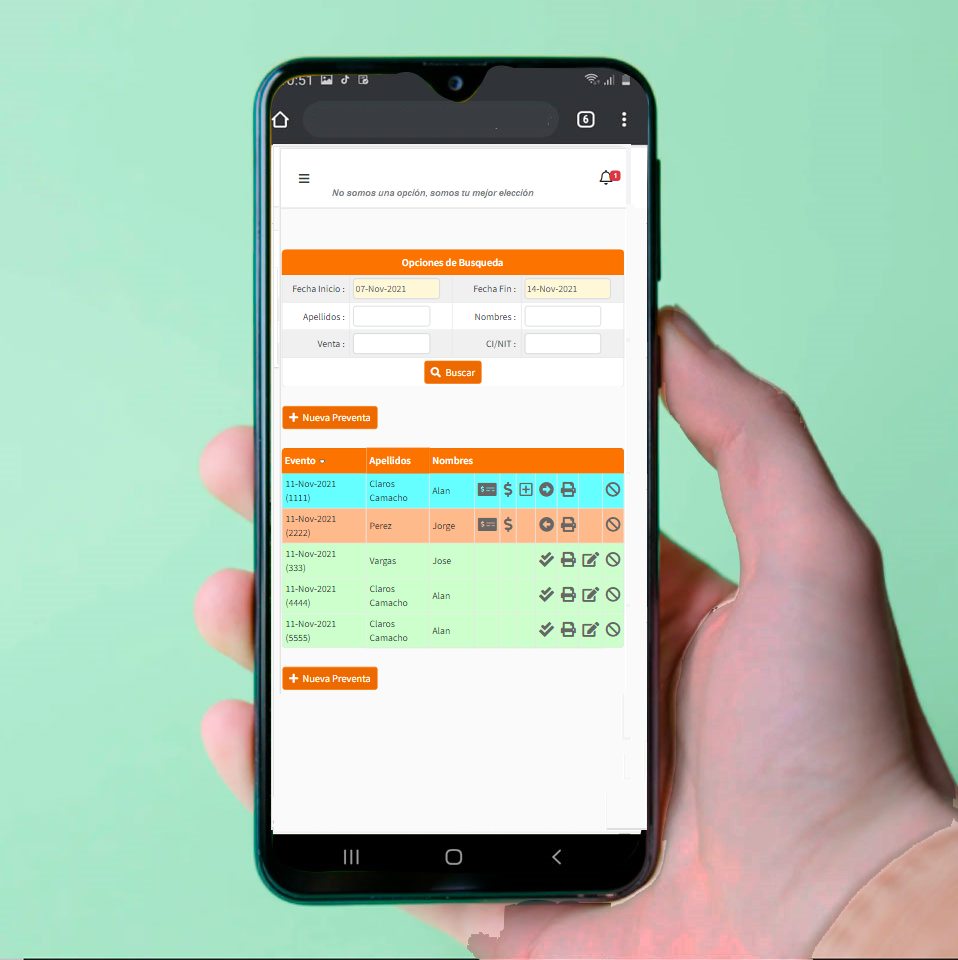 0:51
6
1
No somos una opción, somos tu mejor elección
Opciones de Busqueda
Fecha Inicio : 07-Nov-2021 Fecha Fin : 14-Nov-2021
Apellidos : Nombres :
Venta : CI/NIT :
Buscar
+ Nueva Preventa
Evento Apellidos Nombres
11-Nov-2021 (1111) Claros Camacho Alan
11-Nov-2021 (2222) Perez Jorge
11-Nov-2021 (333) Vargas Jose
11-Nov-2021 (4444) Claros Camacho Alan
11-Nov-2021 (5555) Claros Camacho Alan
+ Nueva Preventa